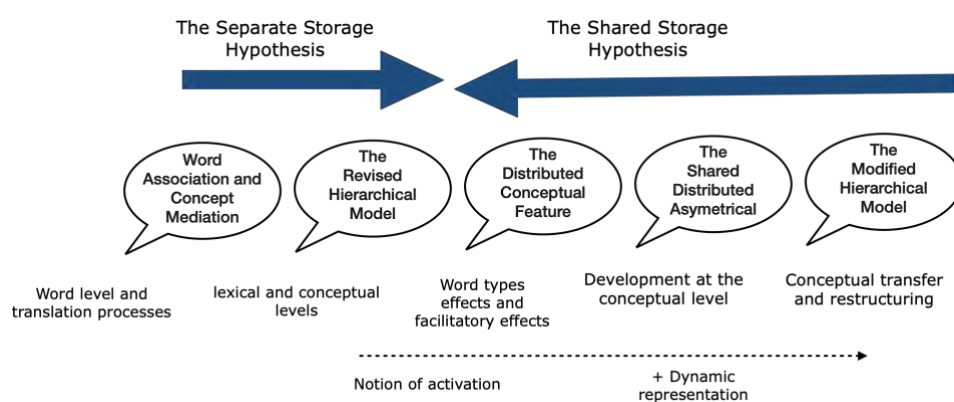 The Separate Storage
Hypothesis
The Shared Storage
Hypothesis
Word
Association and
Concept
Mediation
The
Revised
Hierarchical
Model
The
Distributed
Conceptual
Feature
The
Shared
Distributed
Asymetrical
The
Modified
Hierarchical
Model
Word level and
translation processes
lexical and conceptual
levels
Word types
effects and
facilitatory effects
Development at the
conceptual level
Conceptual transfer
and restructuring
Notion of activation
+ Dynamic
representation